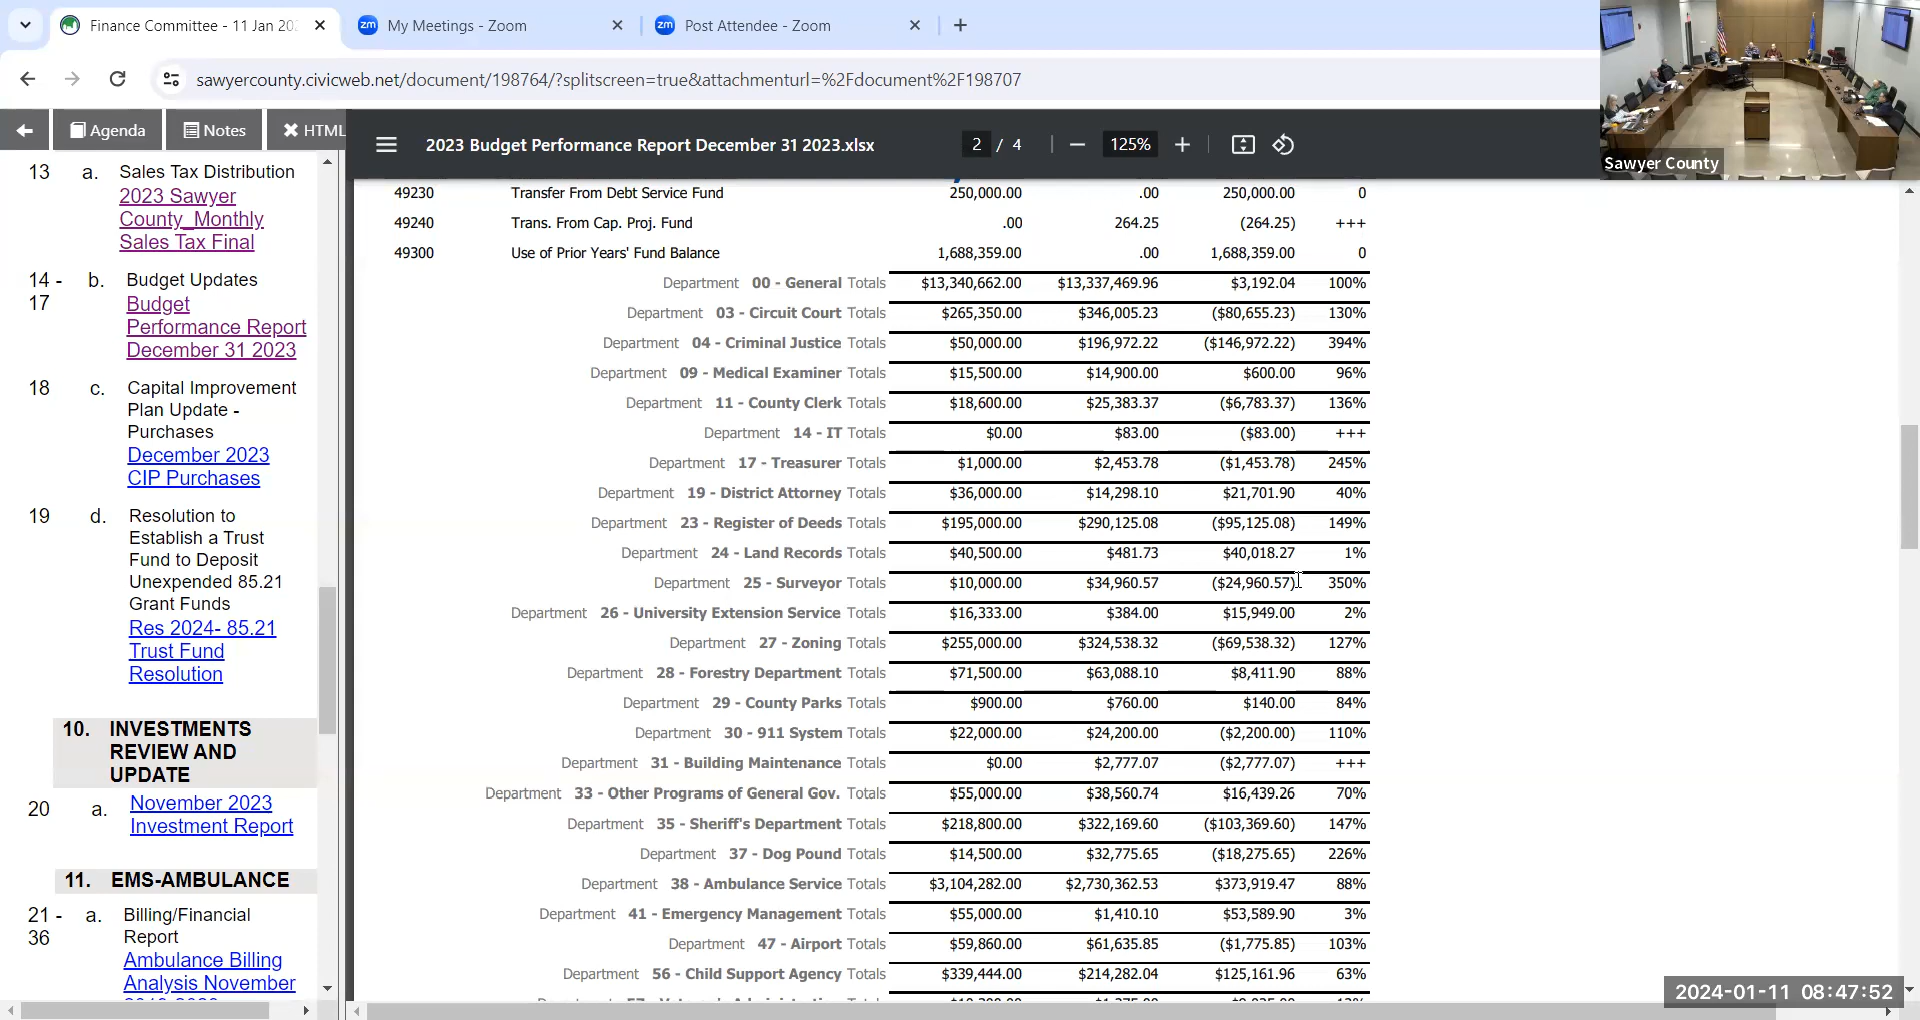 Finance Committee - 11 Jan 202
zm My Meetings - Zoom
zm Post Attendee - Zoom
sawyercounty.civicweb.net/document/198764/?splitscreen=true&attachmenturl=%2Fdocument%2F198707
Sawyer County
Agenda
Notes
HTML
2023 Budget Performance Report December 31 2023.xlsx
2 / 4
125%
13 a. Sales Tax Distribution
2023 Sawyer
County_Monthly
Sales Tax Final
14 - b. Budget Updates
17 Budget
Performance Report
December 31 2023
18 c. Capital Improvement
Plan Update -
Purchases
December 2023
CIP Purchases
19 d. Resolution to
Establish a Trust
Fund to Deposit
Unexpended 85.21
Grant Funds
Res 2024- 85.21
Trust Fund
Resolution
10. INVESTMENTS
REVIEW AND
UPDATE
20 a. November 2023
Investment Report
11. EMS-AMBULANCE
21 - a. Billing/Financial
36 Report
Ambulance Billing
Analysis November
49230 Transfer From Debt Service Fund 250,000.00 .00 250,000.00 0
49240 Trans. From Cap. Proj. Fund .00 264.25 (264.25) +++
49300 Use of Prior Years' Fund Balance 1,688,359.00 .00 1,688,359.00 0
Department 00 - General Totals $13,340,662.00 $13,337,469.96 $3,192.04 100%
Department 03 - Circuit Court Totals $265,350.00 $346,005.23 ($80,655.23) 130%
Department 04 - Criminal Justice Totals $50,000.00 $196,972.22 ($146,972.22) 394%
Department 09 - Medical Examiner Totals $15,500.00 $14,900.00 $600.00 96%
Department 11 - County Clerk Totals $18,600.00 $25,383.37 ($6,783.37) 136%
Department 14 - IT Totals $0.00 $83.00 ($83.00) +++
Department 17 - Treasurer Totals $1,000.00 $2,453.78 ($1,453.78) 245%
Department 19 - District Attorney Totals $36,000.00 $14,298.10 $21,701.90 40%
Department 23 - Register of Deeds Totals $195,000.00 $290,125.08 ($95,125.08) 149%
Department 24 - Land Records Totals $40,500.00 $481.73 $40,018.27 1%
Department 25 - Surveyor Totals $10,000.00 $34,960.57 ($24,960.57) 350%
Department 26 - University Extension Service Totals $16,333.00 $384.00 $15,949.00 2%
Department 27 - Zoning Totals $255,000.00 $324,538.32 ($69,538.32) 127%
Department 28 - Forestry Department Totals $71,500.00 $63,088.10 $8,411.90 88%
Department 29 - County Parks Totals $900.00 $760.00 $140.00 84%
Department 30 - 911 System Totals $22,000.00 $24,200.00 ($2,200.00) 110%
Department 31 - Building Maintenance Totals $0.00 $2,777.07 ($2,777.07) +++
Department 33 - Other Programs of General Gov. Totals $55,000.00 $38,560.74 $16,439.26 70%
Department 35 - Sheriff's Department Totals $218,800.00 $322,169.60 ($103,369.60) 147%
Department 37 - Dog Pound Totals $14,500.00 $32,775.65 ($18,275.65) 226%
Department 38 - Ambulance Service Totals $3,104,282.00 $2,730,362.53 $373,919.47 88%
Department 41 - Emergency Management Totals $55,000.00 $1,410.10 $53,589.90 3%
Department 47 - Airport Totals $59,860.00 $61,635.85 ($1,775.85) 103%
Department 56 - Child Support Agency Totals $339,444.00 $214,282.04 $125,161.96 63%
2024-01-11 08:47:52